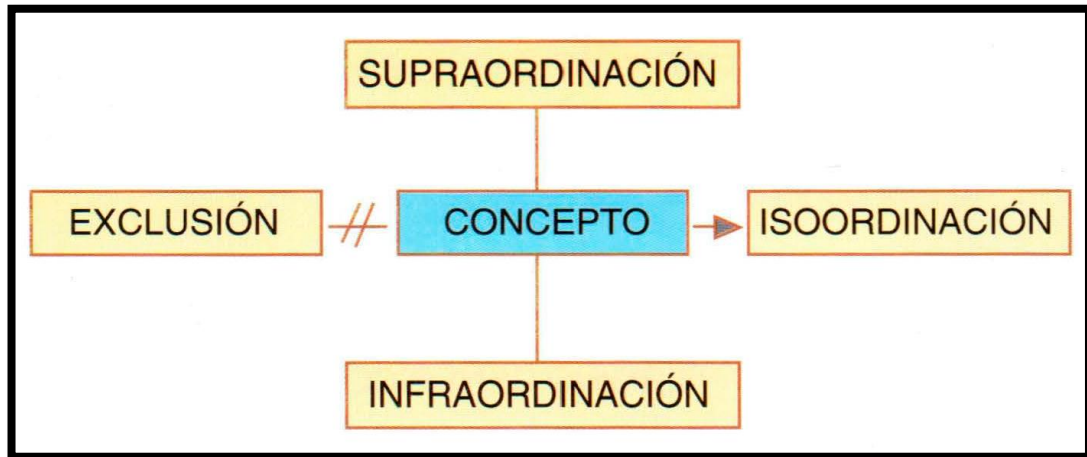 SUPRAORDINACIÓN
EXCLUSIÓN
CONCEPTO
ISOORDINACIÓN
INFRAORDINACIÓN